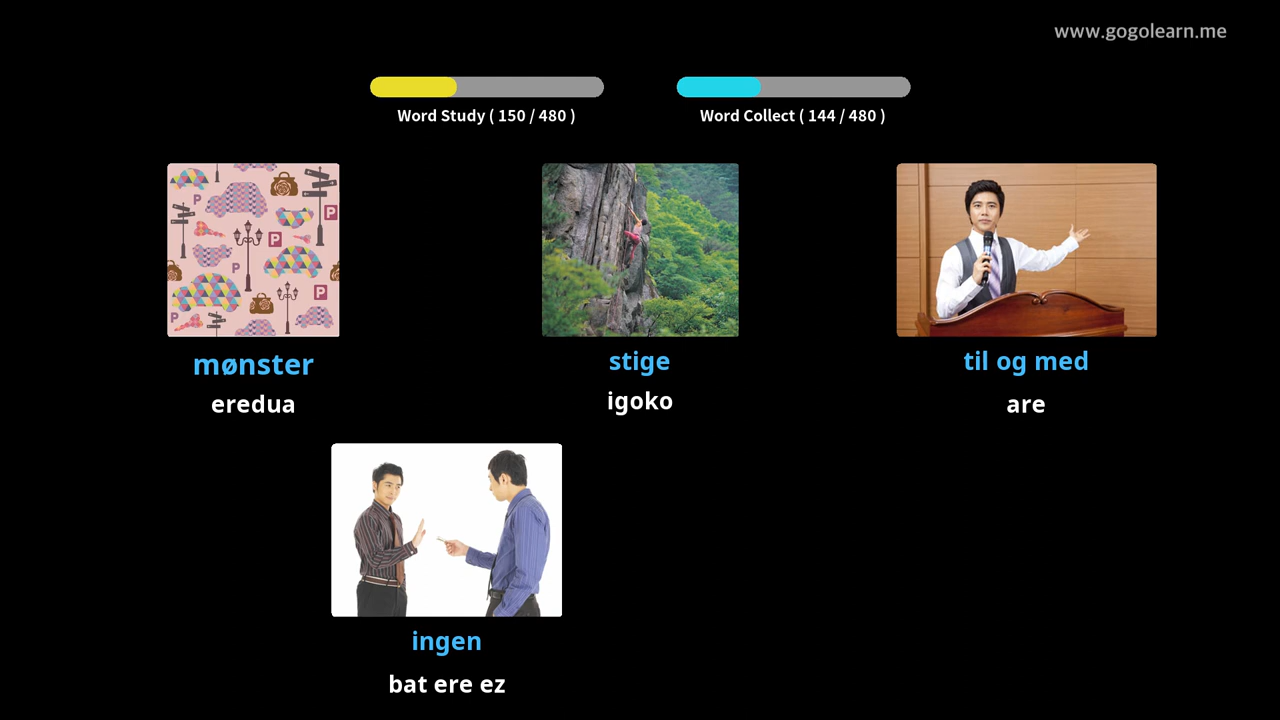 www.gogolearn.me
Word Study ( 150 / 480 )
Word Collect ( 144 / 480 )
P
P
P
P
P
P
mønster
eredua
stige
igoko
til og med
are
ingen
bat ere ez